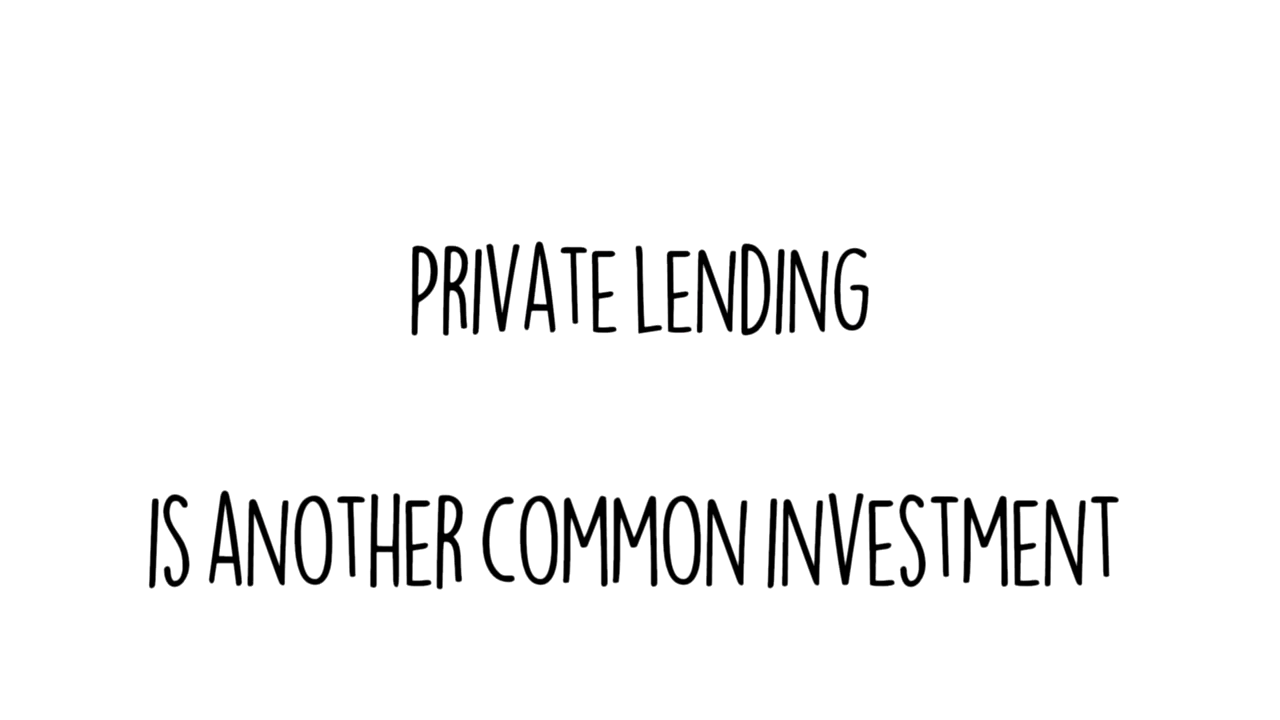 PRIVATE LENDING
IS ANOTHER COMMON INVESTMENT